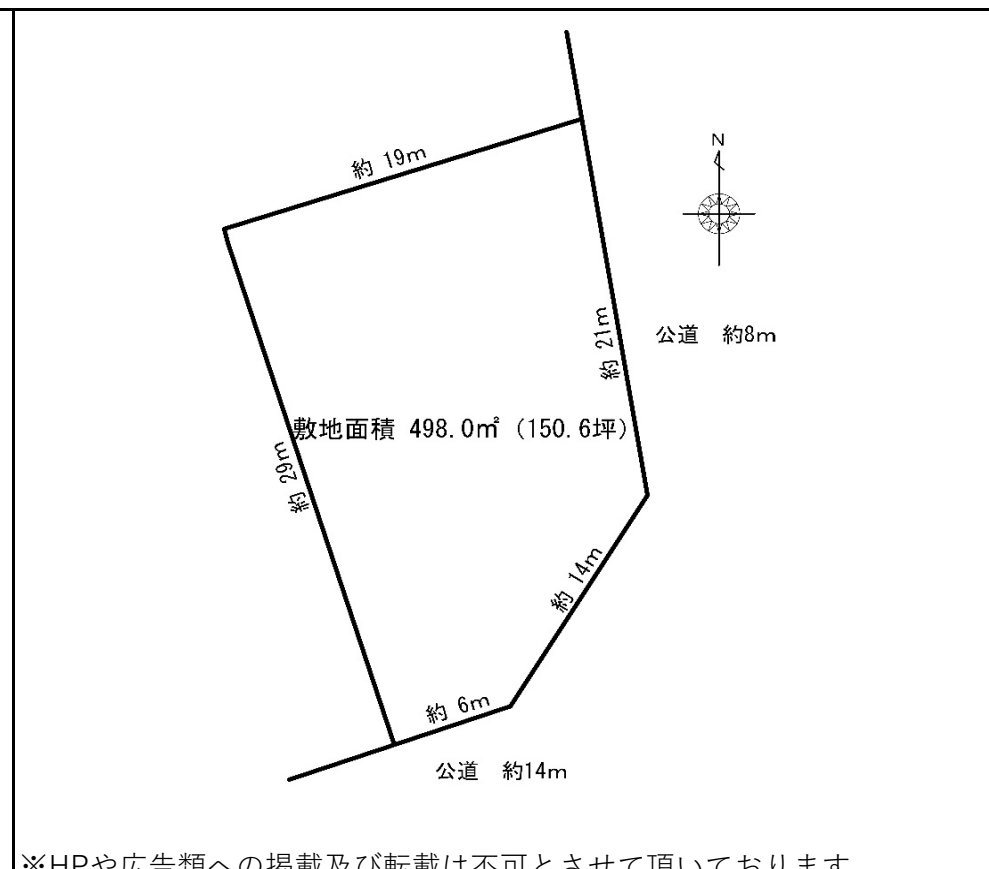 N
約 19m
約 21m
公道　約8m
敷地面積 498.0㎡ (150.6坪)
約 29m
約 14m
約 6m
公道　約14m
※HPや広告類への掲載及び転載は不可とさせて頂いております